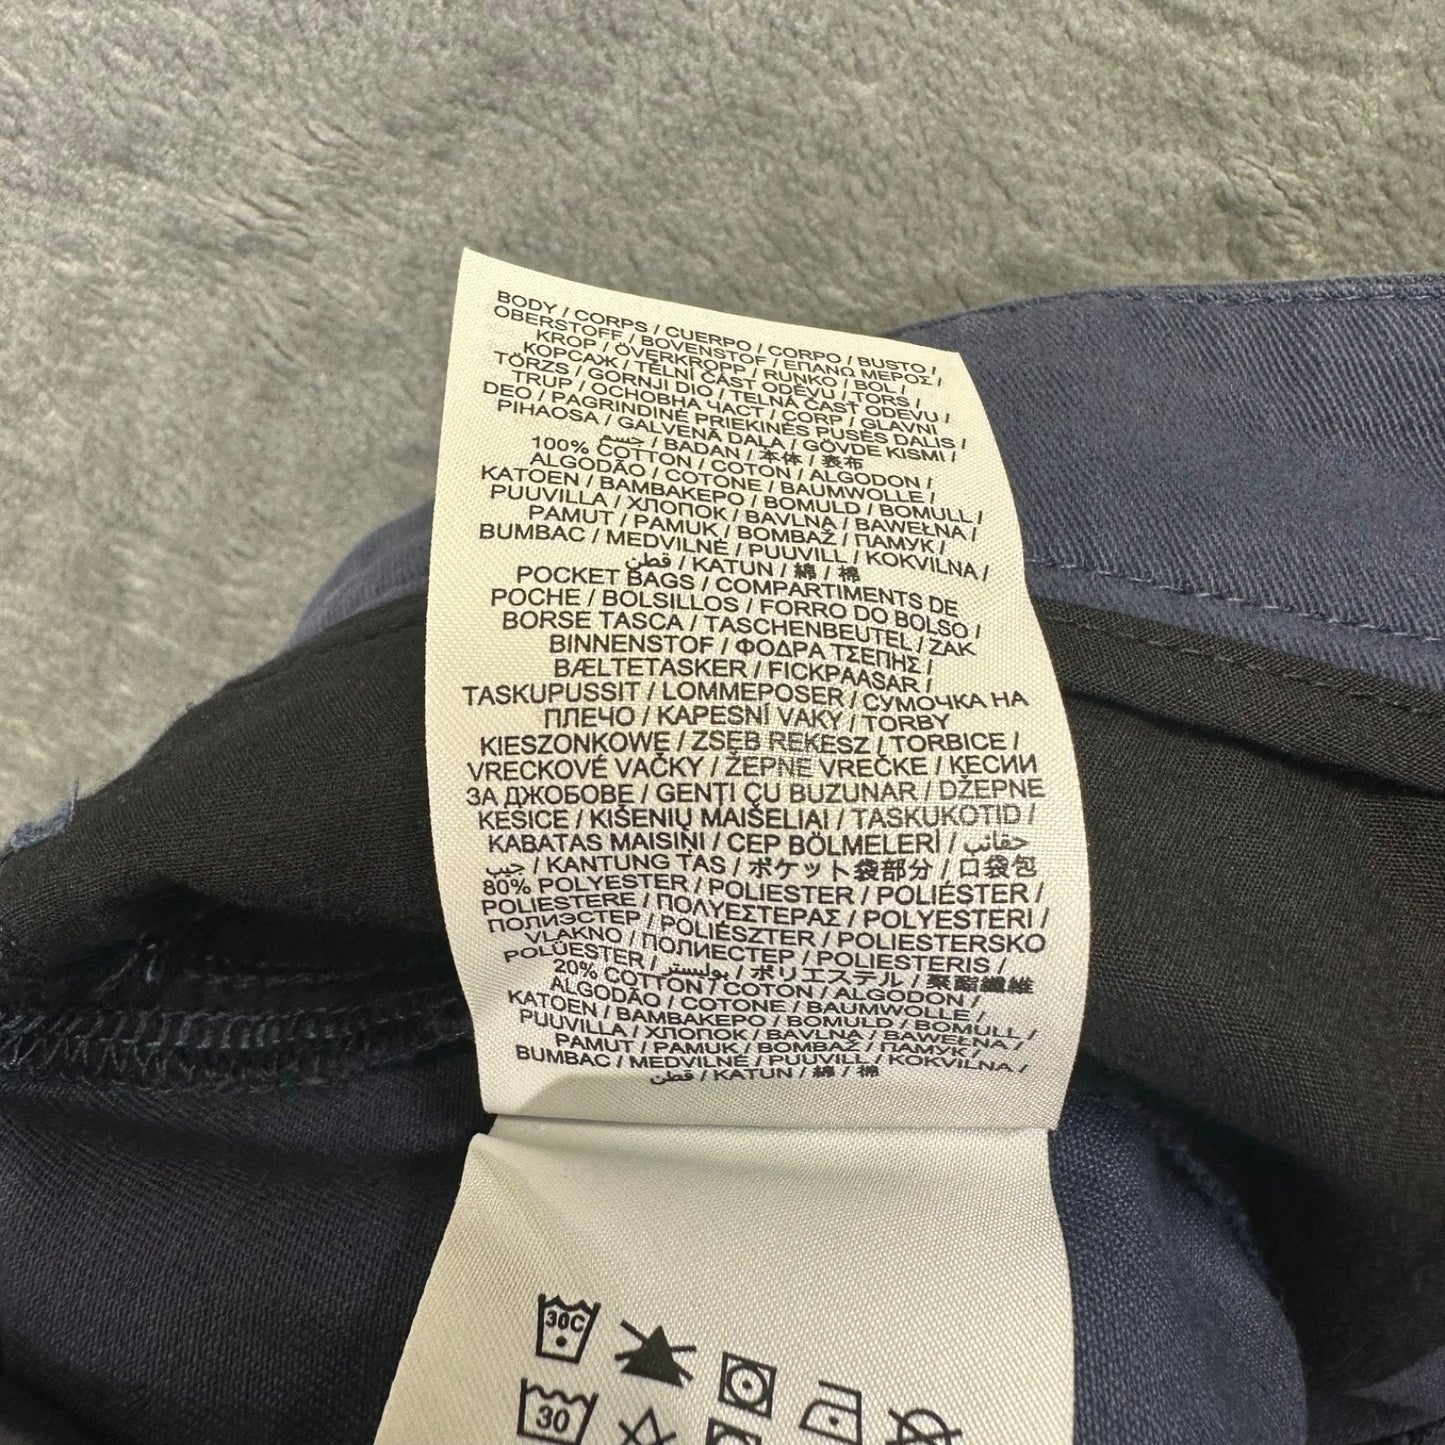 BODY / CORPS / CUERPO / CORPO / BUSTO /
OBERSTOFF / BOVENSTOF / ΕΠΑΝΩ ΜΕΡΟΣ /
KROP / ÖVERKROPP / RUNKO / BOL /
КОРСАЖ / TĚLNÍ ČÁST ODĚVU / TORS /
TÖRZS / GORNJI DIO / TELNÁ ČASŤ ODEVU /
TRUP / ОСНОВНА ЧАСТ / CORP / GLAVNI
DEO / PAGRINDINĖ PRIEKINĖS PUSĖS DALIS /
PIHAOSA / GALVENĀ DAĻA / GÖVDE KISMI /
جسم / BADAN / 本体 / 表布
100% COTTON / COTON / ALGODON /
ALGODÃO / COTONE / BAUMWOLLE /
KATOEN / ΒΑΜΒΑΚΕΡΟ / BOMULD / BOMULL /
PUUVILLA / ХЛОПОК / BAVLNA / BAWEŁNA /
PAMUT / PAMUK / BOMBAŽ / ПАМУК /
BUMBAC / MEDVILNĖ / PUUVILL / KOKVILNA /
قطن / KATUN / 綿 / 棉
POCKET BAGS / COMPARTIMENTS DE
POCHE / BOLSILLOS / FORRO DO BOLSO /
BORSE TASCA / TASCHENBEUTEL / ZAK
BINNENSTOF / ΦΟΔΡΑ ΤΣΕΠΗΣ /
BÆLTETASKER / FICKPAASAR /
TASKUPUSSIT / LOMMEPOSER / СУМОЧКА НА
ПЛЕЧО / KAPESNÍ VAKY / TORBY
KIESZONKOWE / ZSEB REKESZ / TORBICE /
VRECKOVÉ VAČKY / ŽEPNE VREČKE / КЕСИИ
ЗА ДЖОБОВЕ / GENȚI CU BUZUNAR / DŽEPNE
KESICE / KIŠENIŲ MAIŠELIAI / TASKUKOTID /
KABATAS MAISIŅI / CEP BÖLMELERİ / حقائب
جيب / KANTUNG TAS / ポケット袋部分 / 口袋包
80% POLYESTER / POLIESTER / POLIÉSTER /
POLIESTERE / ΠΟΛΥΕΣΤΕΡΑΣ / POLYESTERI /
ПОЛИЭСТЕР / POLIÉSZTER / POLIESTERSKO
VLAKNO / ПОЛИЕСТЕР / POLIESTERIS /
POLÜESTER / بوليستر / ポリエステル / 聚酯纖維
20% COTTON / COTON / ALGODON /
ALGODÃO / COTONE / BAUMWOLLE /
KATOEN / ΒΑΜΒΑΚΕΡΟ / BOMULD / BOMULL /
PUUVILLA / ХЛОПОК / BAVLNA / BAWEŁNA /
PAMUT / PAMUK / BOMBAŽ / ПАМУК /
BUMBAC / MEDVILNĖ / PUUVILL / KOKVILNA /
قطن / KATUN / 綿 / 棉
30C
30